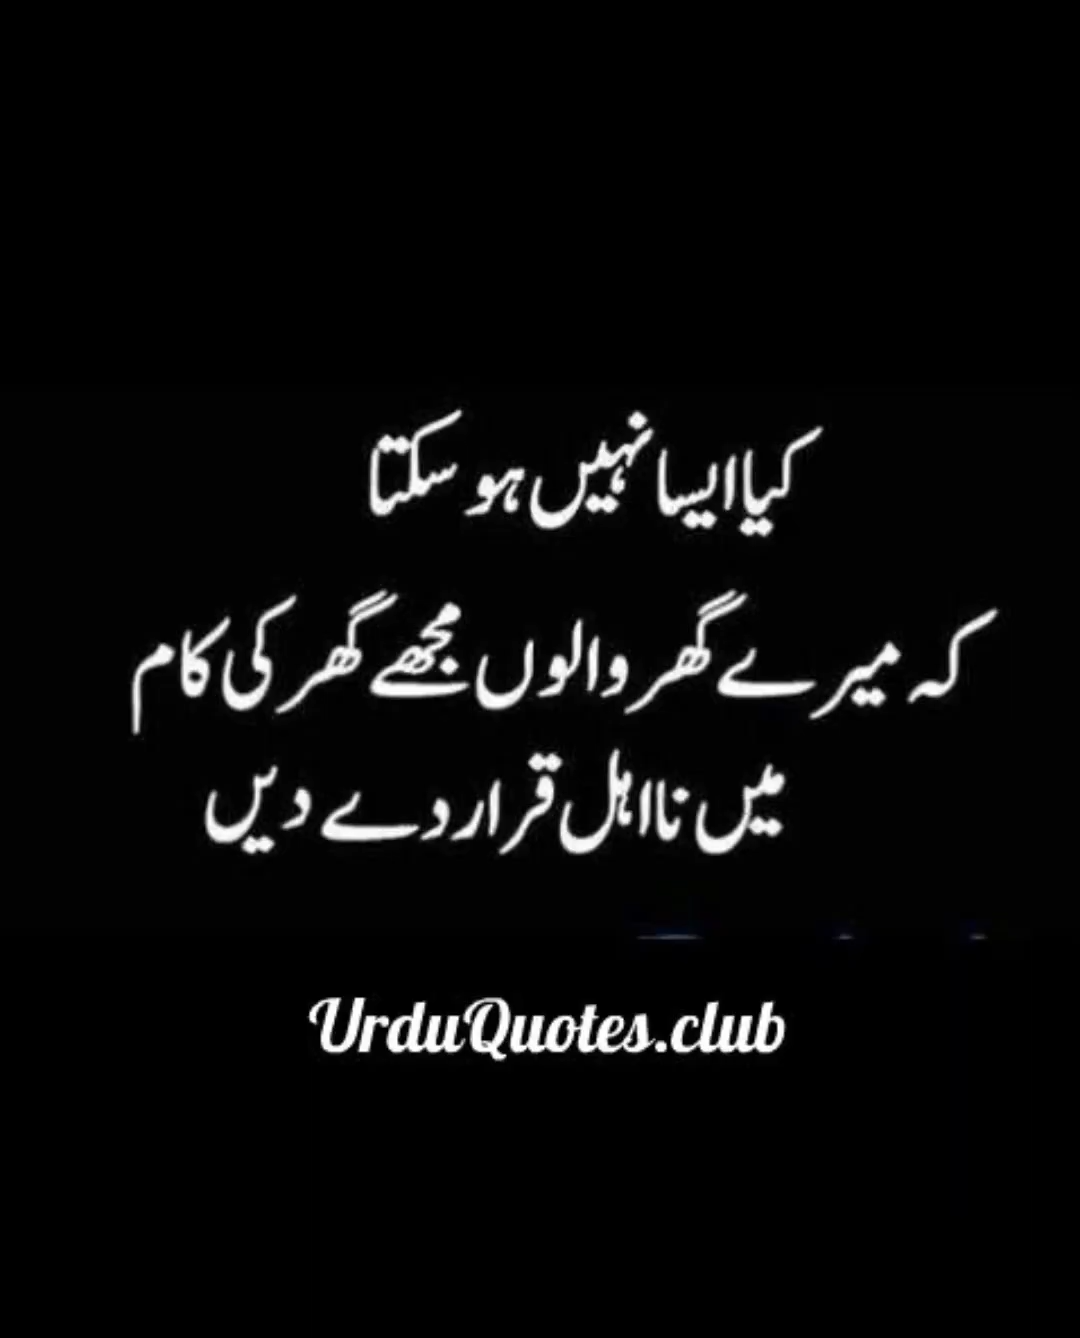 کیا ایسا نہیں ہو سکتا
کہ میرے گھر والوں مجھے گھر کی کام
میں نااہل قرار دے دیں
UrduQuotes.club